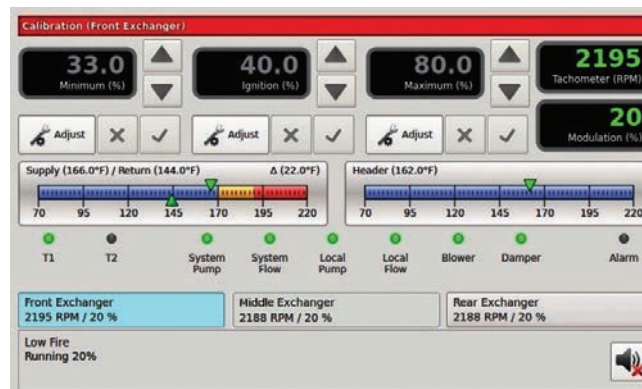 Calibration (Front Exchanger)
33.0
Minimum (%)
40.0
Ignition (%)
80.0
Maximum (%)
2195
Tachometer (RPM)
Adjust
Adjust
Adjust
20
Modulation (%)
Supply (166.0°F) / Return (144.0°F) Δ (22.0°F)
70 95 120 145 170 195 220
Header (162.0°F)
70 95 120 145 170 195 220
T1
T2
System Pump
System Flow
Local Pump
Local Flow
Blower
Damper
Alarm
Front Exchanger
2195 RPM / 20 %
Middle Exchanger
2188 RPM / 20 %
Rear Exchanger
2188 RPM / 20 %
Low Fire
Running 20%